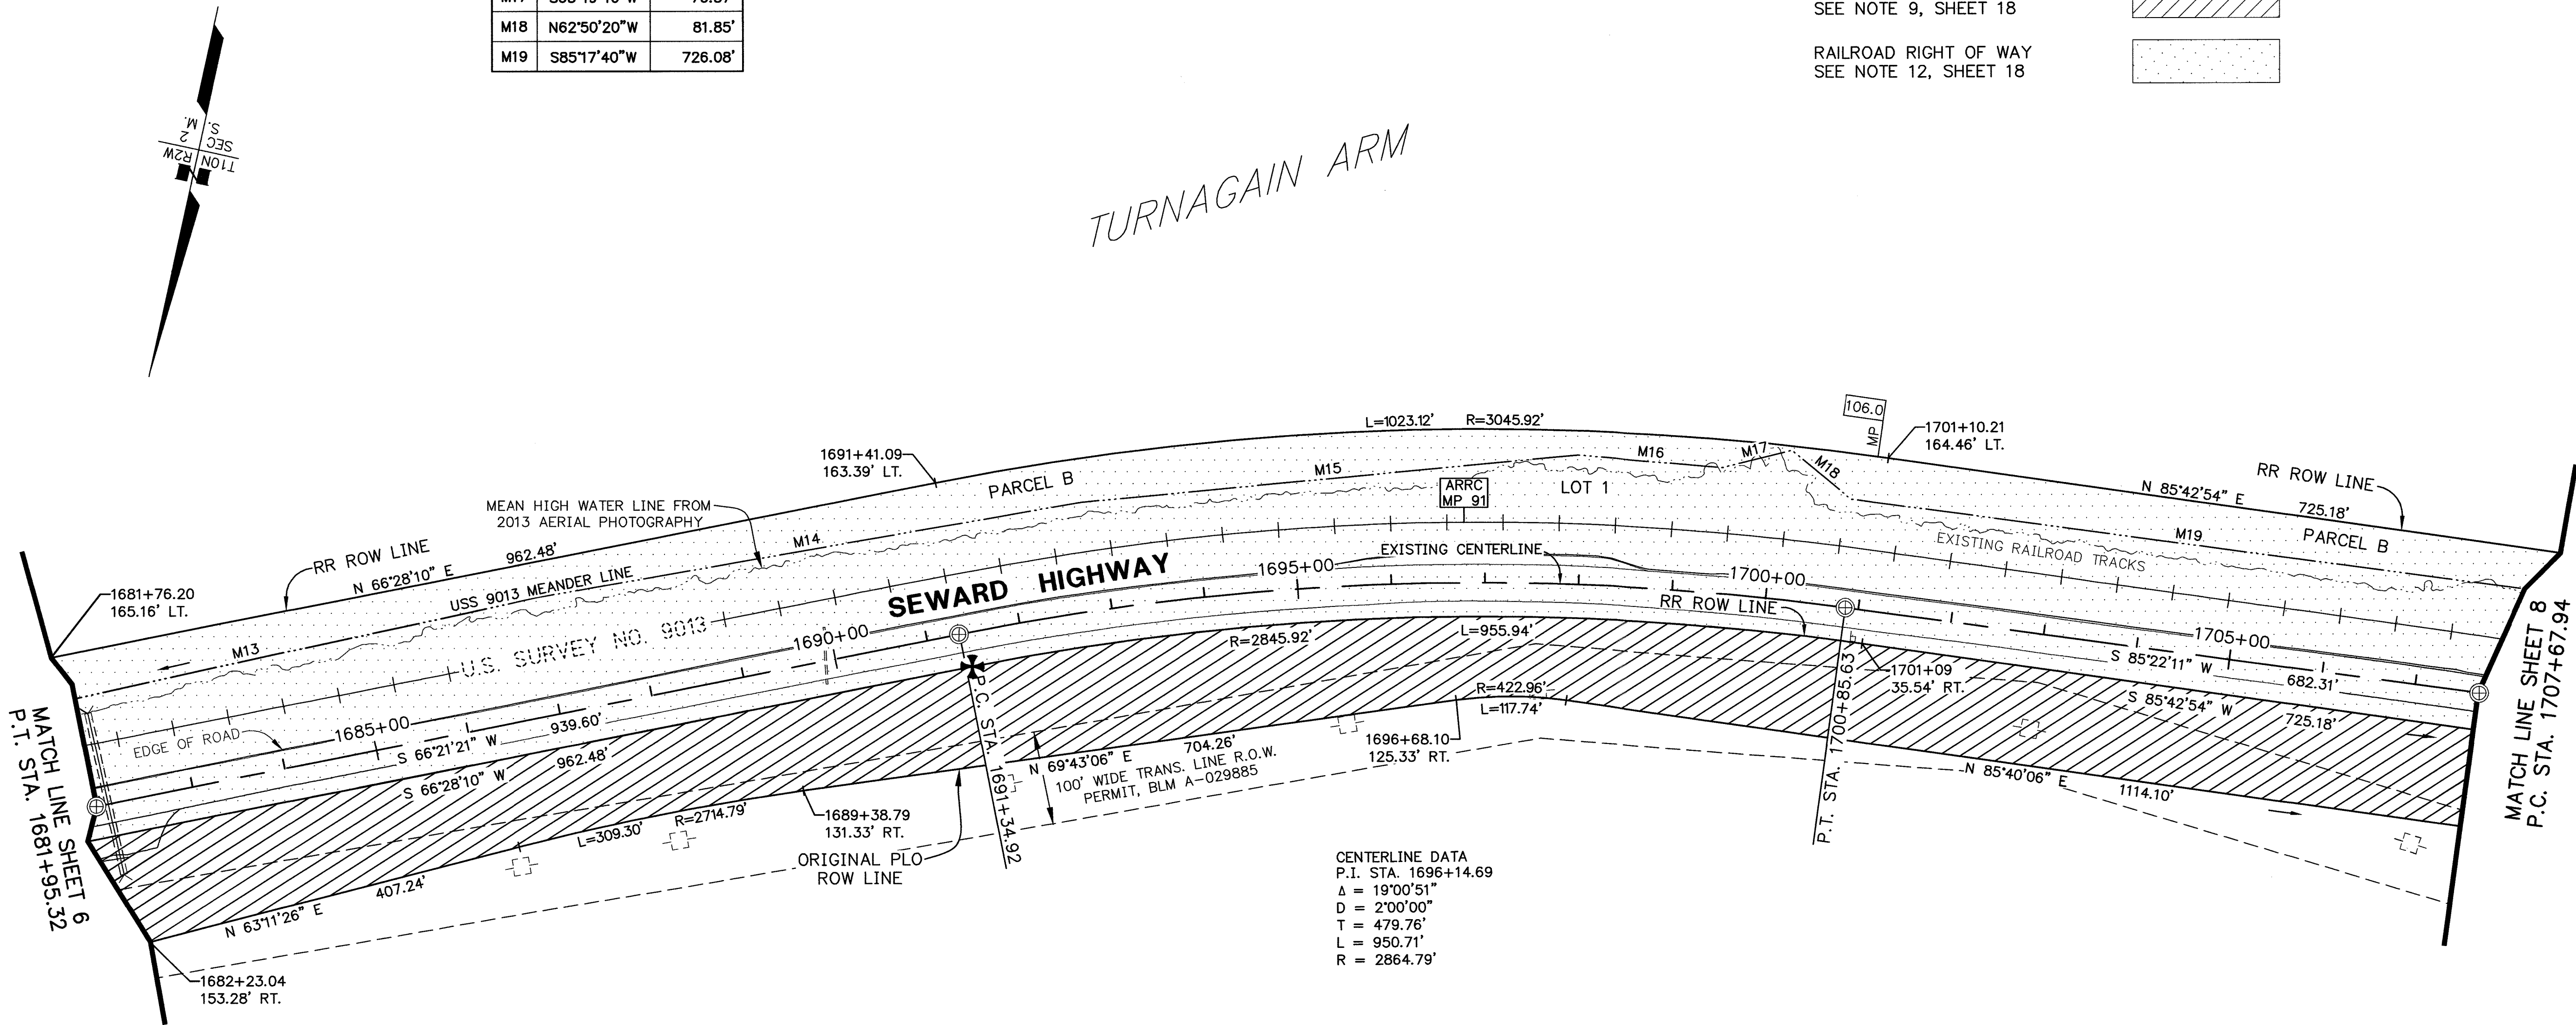 M18 N62°50'20"W 81.85'
M19 S85°17'40"W 726.08'
SEE NOTE 9, SHEET 18
RAILROAD RIGHT OF WAY
SEE NOTE 12, SHEET 18
T10N R2W
SEC 2
S. M.
TURNAGAIN ARM
L=1023.12' R=3045.92'
106.0
MP
1701+10.21
164.46' LT.
1691+41.09
163.39' LT.
PARCEL B
M15
M16
M17
M18
ARRC
MP 91
LOT 1
RR ROW LINE
N 85°42'54" E
725.18'
PARCEL B
MEAN HIGH WATER LINE FROM
2013 AERIAL PHOTOGRAPHY
M14
M19
EXISTING RAILROAD TRACKS
RR ROW LINE
962.48'
N 66°28'10" E
USS 9013 MEANDER LINE
1681+76.20
165.16' LT.
M13
U.S. SURVEY NO. 9013
SEWARD HIGHWAY
EXISTING CENTERLINE
1695+00
1700+00
RR ROW LINE
1690+00
1705+00
S 85°22'11" W
682.31'
R=2845.92'
L=955.94'
1685+00
EDGE OF ROAD
S 66°21'21" W
939.60'
S 66°28'10" W
962.48'
P.C. STA. 1691+34.92
R=422.96'
L=117.74'
1701+09
35.54' RT.
S 85°42'54" W
725.18'
P.T. STA. 1700+85.63
1696+68.10
125.33' RT.
N 69°43'06" E
704.26'
100' WIDE TRANS. LINE R.O.W.
PERMIT, BLM A-029885
N 85°40'06" E
1114.10'
1689+38.79
131.33' RT.
R=2714.79'
L=309.30'
ORIGINAL PLO
ROW LINE
407.24'
N 63°11'26" E
1682+23.04
153.28' RT.
MATCH LINE SHEET 6
P.T. STA. 1681+95.32
MATCH LINE SHEET 8
P.C. STA. 1707+67.94
CENTERLINE DATA
P.I. STA. 1696+14.69
Δ = 19°00'51"
D = 2°00'00"
T = 479.76'
L = 950.71'
R = 2864.79'